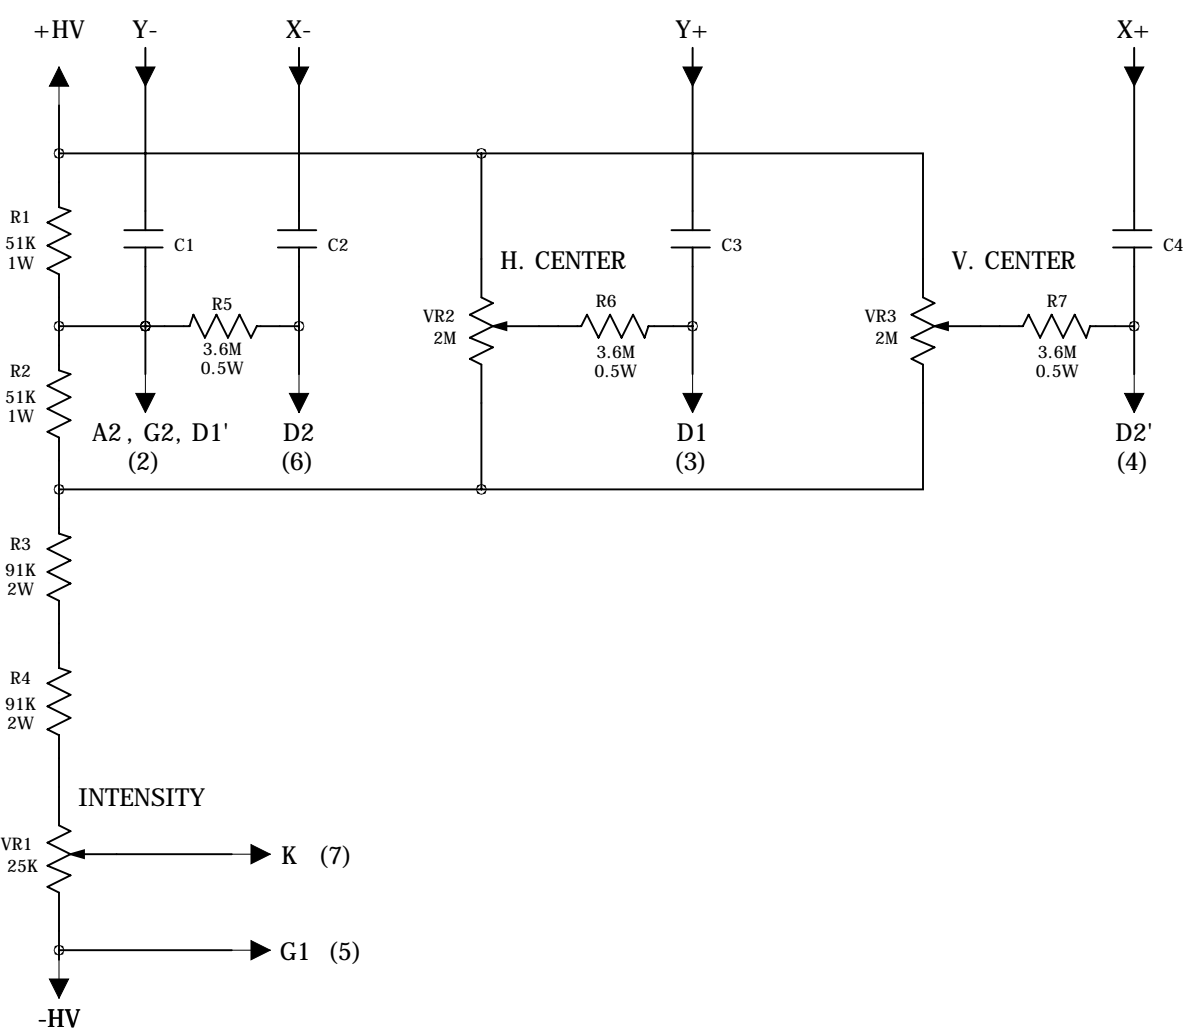 +HV
Y-
X-
Y+
X+
R1
51K
1W
C1
C2
H. CENTER
C3
V. CENTER
C4
R5
3.6M
0.5W
VR2
2M
R6
3.6M
0.5W
VR3
2M
R7
3.6M
0.5W
R2
51K
1W
A2, G2, D1'
(2)
D2
(6)
D1
(3)
D2'
(4)
R3
91K
2W
R4
91K
2W
INTENSITY
VR1
25K
K (7)
G1 (5)
-HV